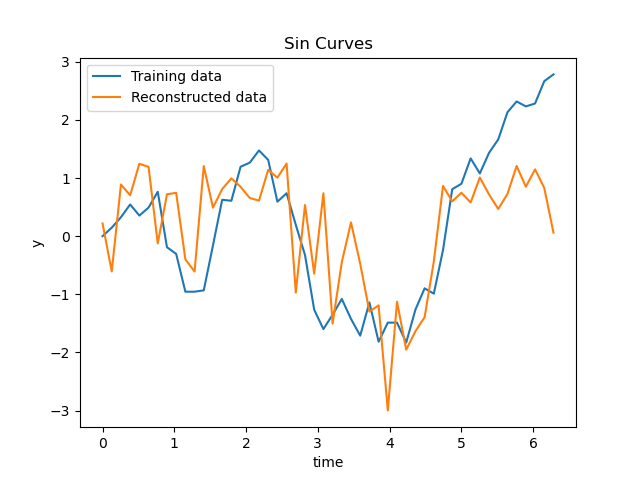 Sin Curves
Training data
Reconstructed data
3
2
1
0
−1
−2
−3
y
0 1 2 3 4 5 6
time